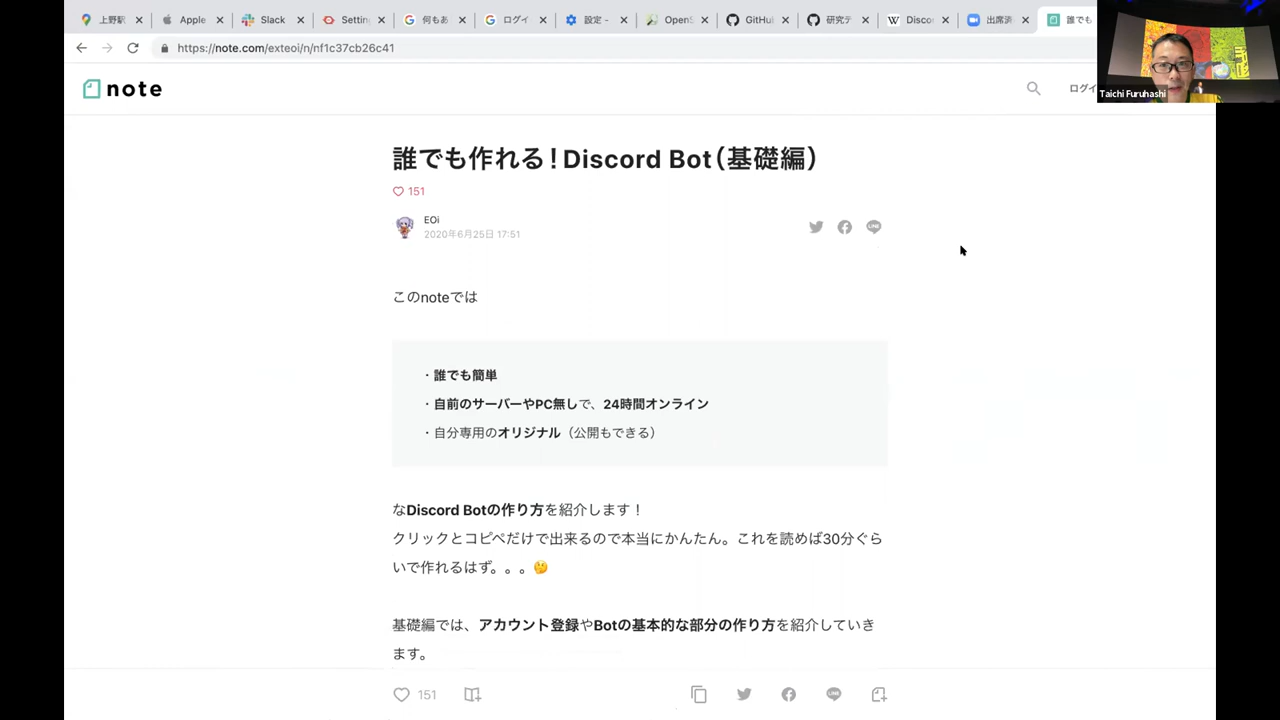 上野駅
Apple
Slack
Settin
何もあ
ログイ
設定 -
OpenS
GitHu
研究テ
Disco
出席済
誰でも
https://note.com/exteoi/n/nf1c37cb26c41
note
ログイ
Taichi Furuhashi
誰でも作れる！Discord Bot（基礎編）
151
EOi
2020年6月25日 17:51
LINE
このnoteでは
・誰でも簡単
・自前のサーバーやPC無しで、24時間オンライン
・自分専用のオリジナル（公開もできる）
なDiscord Botの作り方を紹介します！
クリックとコピペだけで出来るので本当にかんたん。これを読めば30分ぐら
いで作れるはず。。。🤔
基礎編では、アカウント登録やBotの基本的な部分の作り方を紹介していき
ます。
151
LINE